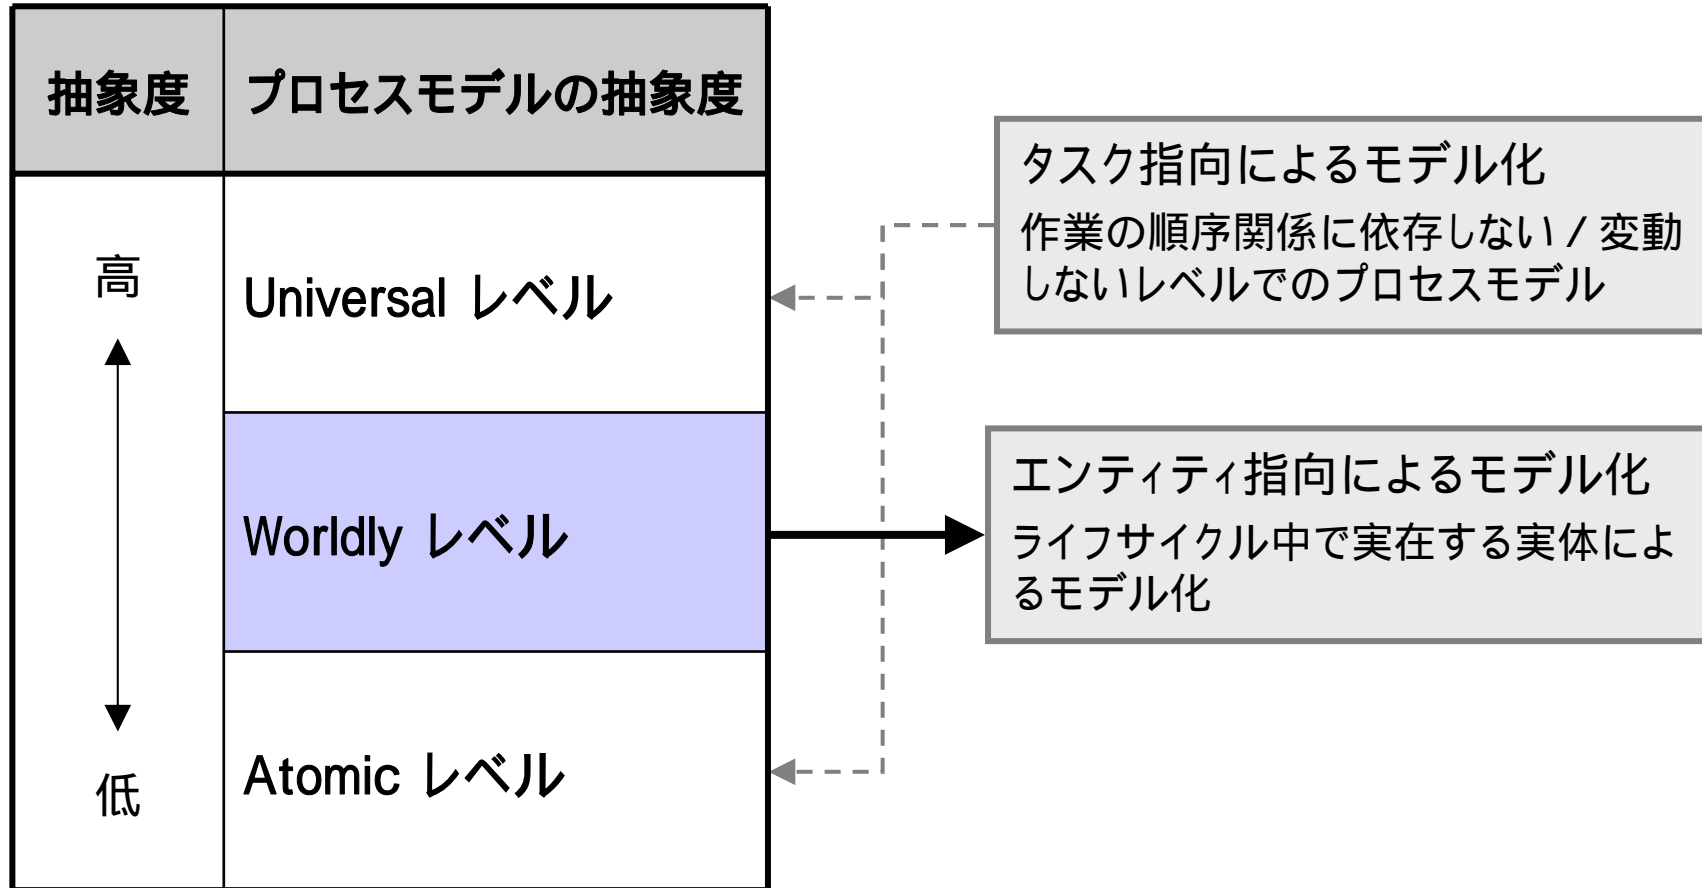 抽象度
プロセスモデルの抽象度
高
低
Universal レベル
Worldly レベル
Atomic レベル
タスク指向によるモデル化
作業の順序関係に依存しない / 変動
しないレベルでのプロセスモデル
エンティティ指向によるモデル化
ライフサイクル中で実在する実体によ
るモデル化